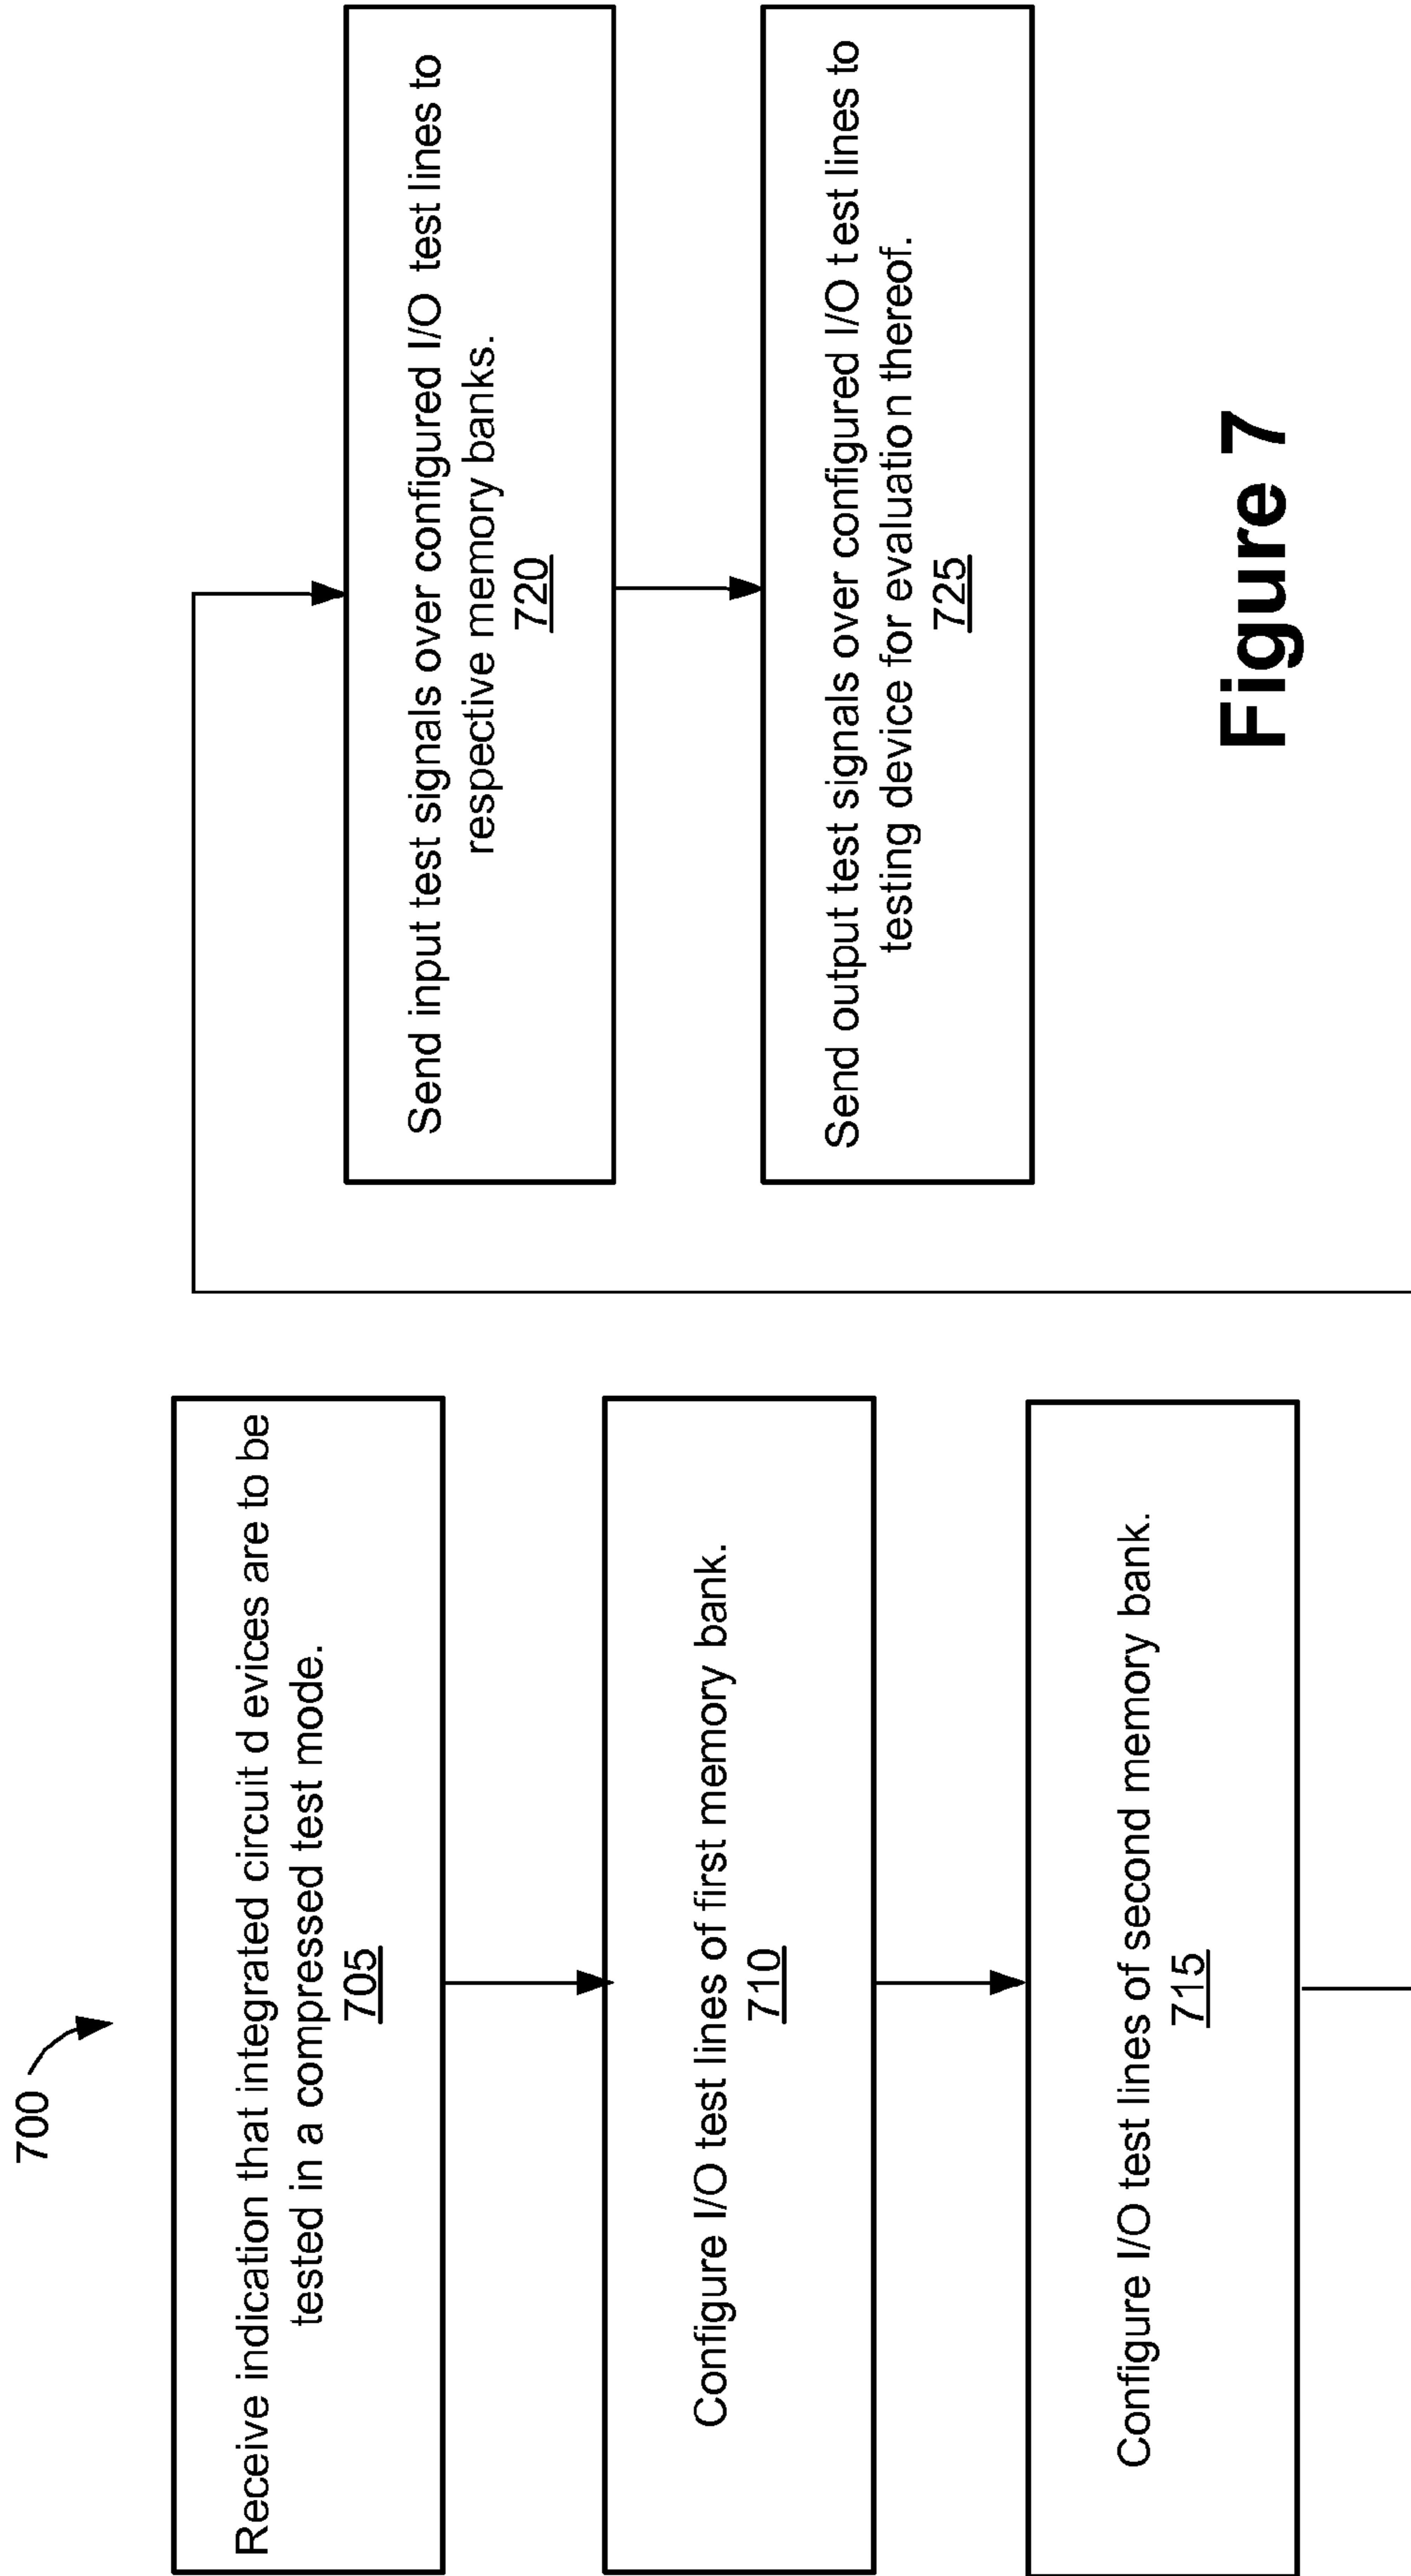 700
Receive indication that integrated circuit d evices are to be
tested in a compressed test mode.
705
Configure I/O test lines of first memory bank.
710
Configure I/O test lines of second memory bank.
715
Send input test signals over configured I/O test lines to
respective memory banks.
720
Send output test signals over configured I/O t est lines to
testing device for evaluation thereof.
725
Figure 7